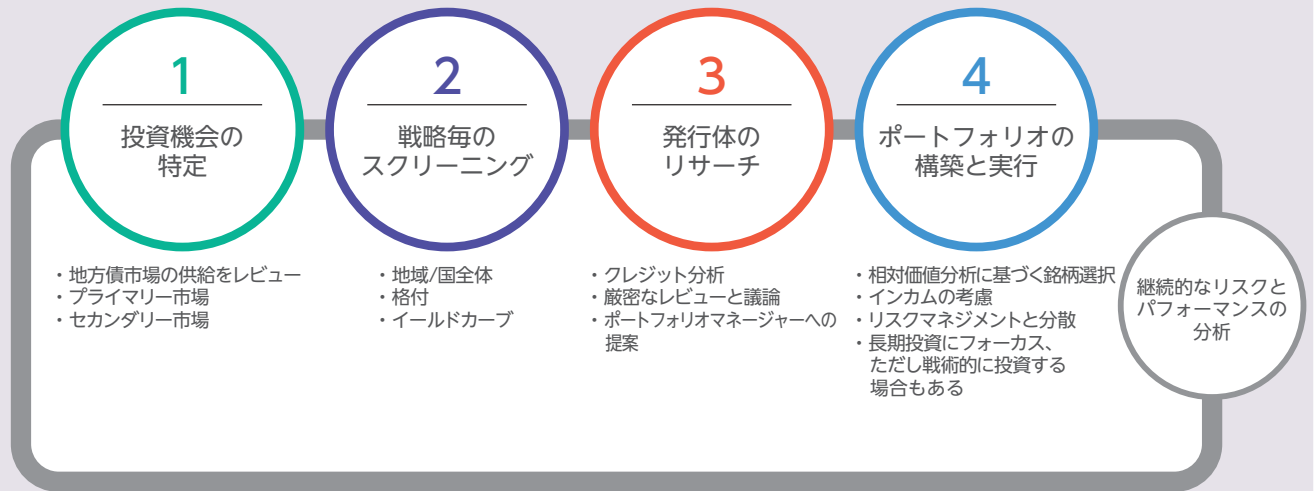 1
投資機会の
特定
・地方債市場の供給をレビュー
・プライマリー市場
・セカンダリー市場
2
戦略毎の
スクリーニング
・地域/国全体
・格付
・イールドカーブ
3
発行体の
リサーチ
・クレジット分析
・厳密なレビューと議論
・ポートフォリオマネージャーへの
提案
4
ポートフォリオの
構築と実行
・相対価値分析に基づく銘柄選択
・インカムの考慮
・リスクマネジメントと分散
・長期投資にフォーカス、
ただし戦術的に投資する
場合もある
継続的なリスクと
パフォーマンスの
分析